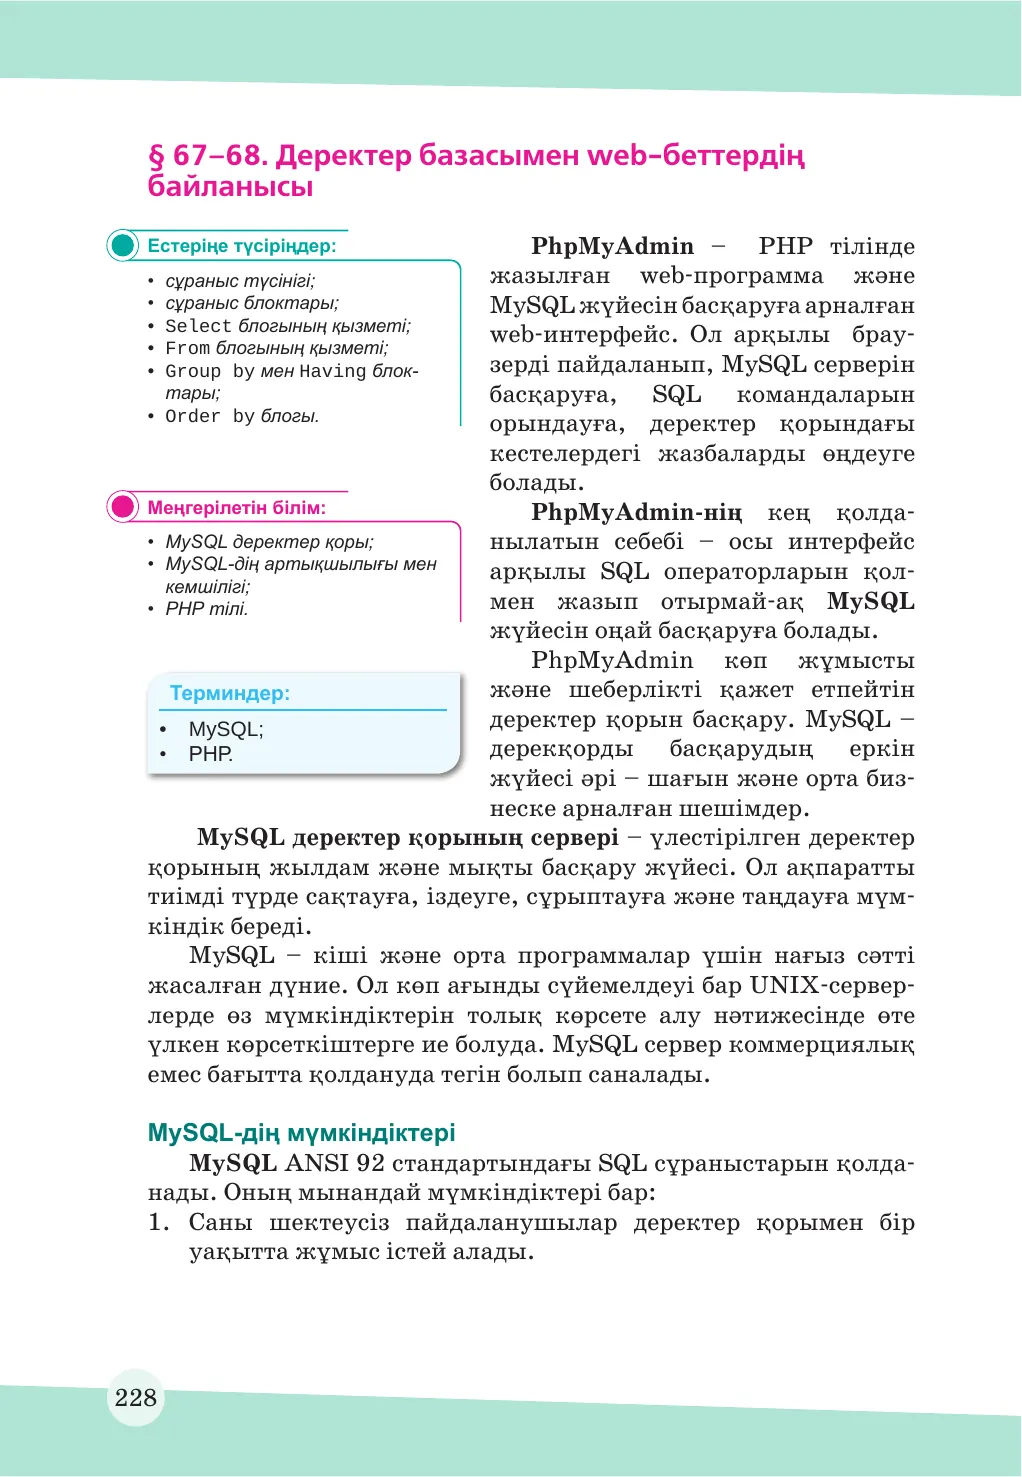 § 67–68. Деректер базасымен web-беттердің
байланысы
Естеріңе түсіріңдер:
• сұраныс түсінігі;
• сұраныс блоктары;
• Select блогының қызметі;
• From блогының қызметі;
• Group by мен Having блок-
тары;
• Order by блогы.
Меңгерілетін білім:
• MySQL деректер қоры;
• MySQL-дің артықшылығы мен
кемшілігі;
• PHP тілі.
Терминдер:
• MySQL;
• PHP.
PhpMyAdmin – PHP тілінде
жазылған web-программа және
MySQL жүйесін басқаруға арналған
web-интерфейс. Ол арқылы брау-
зерді пайдаланып, MySQL серверін
басқаруға, SQL командаларын
орындауға, деректер қорындағы
кестелердегі жазбаларды өңдеуге
болады.
PhpMyAdmin-нің кең қолда-
нылатын себебі – осы интерфейс
арқылы SQL операторларын қол-
мен жазып отырмай-ақ MySQL
жүйесін оңай басқаруға болады.
PhpMyAdmin көп жұмысты
және шеберлікті қажет етпейтін
деректер қорын басқару. MySQL –
дерекқорды басқарудың еркін
жүйесі әрі – шағын және орта биз-
неске арналған шешімдер.
MySQL деректер қорының сервері – үлестірілген деректер
қорының жылдам және мықты басқару жүйесі. Ол ақпаратты
тиімді түрде сақтауға, іздеуге, сұрыптауға және таңдауға мүм-
кіндік береді.
MySQL – кіші және орта программалар үшін нағыз сәтті
жасалған дүние. Ол көп ағынды сүйемелдеуі бар UNIX-сервер-
лерде өз мүмкіндіктерін толық көрсете алу нәтижесінде өте
үлкен көрсеткіштерге ие болуда. MySQL сервер коммерциялық
емес бағытта қолдануда тегін болып саналады.
MySQL-дің мүмкіндіктері
MySQL ANSI 92 стандартындағы SQL сұраныстарын қолда-
нады. Оның мынандай мүмкіндіктері бар:
1. Саны шектеусіз пайдаланушылар деректер қорымен бір
уақытта жұмыс істей алады.
228